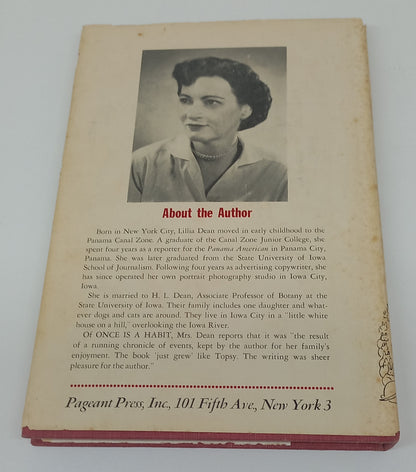 About the Author
Born in New York City, Lillia Dean moved in early childhood to the
Panama Canal Zone. A graduate of the Canal Zone Junior College, she
spent four years as a reporter for the Panama American in Panama City,
Panama. She was later graduated from the State University of Iowa
School of Journalism. Following four years as advertising copywriter, she
has since operated her own portrait photography studio in Iowa City,
Iowa.
She is married to H. L. Dean, Associate Professor of Botany at the
State University of Iowa. Their family includes one daughter and what-
ever dogs and cats are around. They live in Iowa City in a "little white
house on a hill," overlooking the Iowa River.
Of ONCE IS A HABIT, Mrs. Dean reports that it was "the result
of a running chronicle of events, kept by the author for her family's
enjoyment. The book 'just grew' like Topsy. The writing was sheer
pleasure for the author."
Pageant Press, Inc., 101 Fifth Ave., New York 3